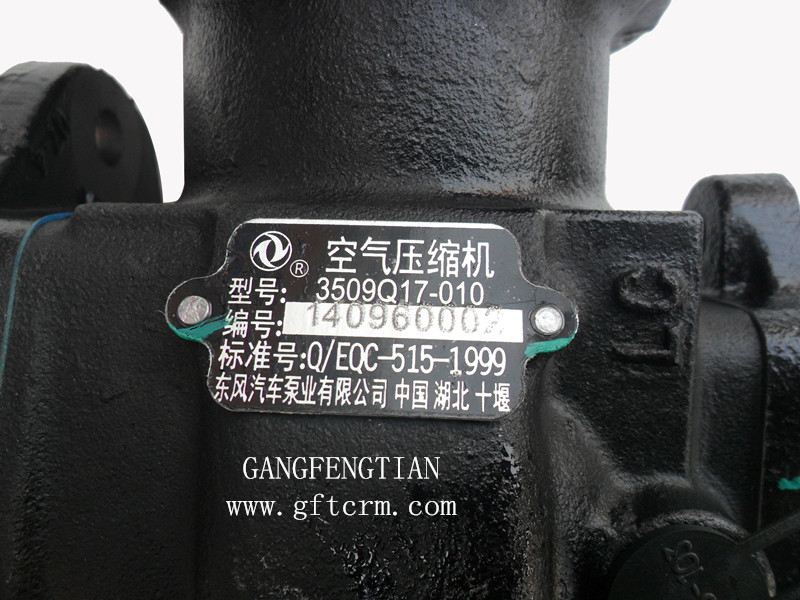 ® 空气压缩机
型号: 3509Q17-010
编号: 140960002
标准号:Q/EQC-515-1999
东风汽车泵业有限公司 中国 湖北 十堰
LC
GANGFENGTIAN
www.gftcrm.com